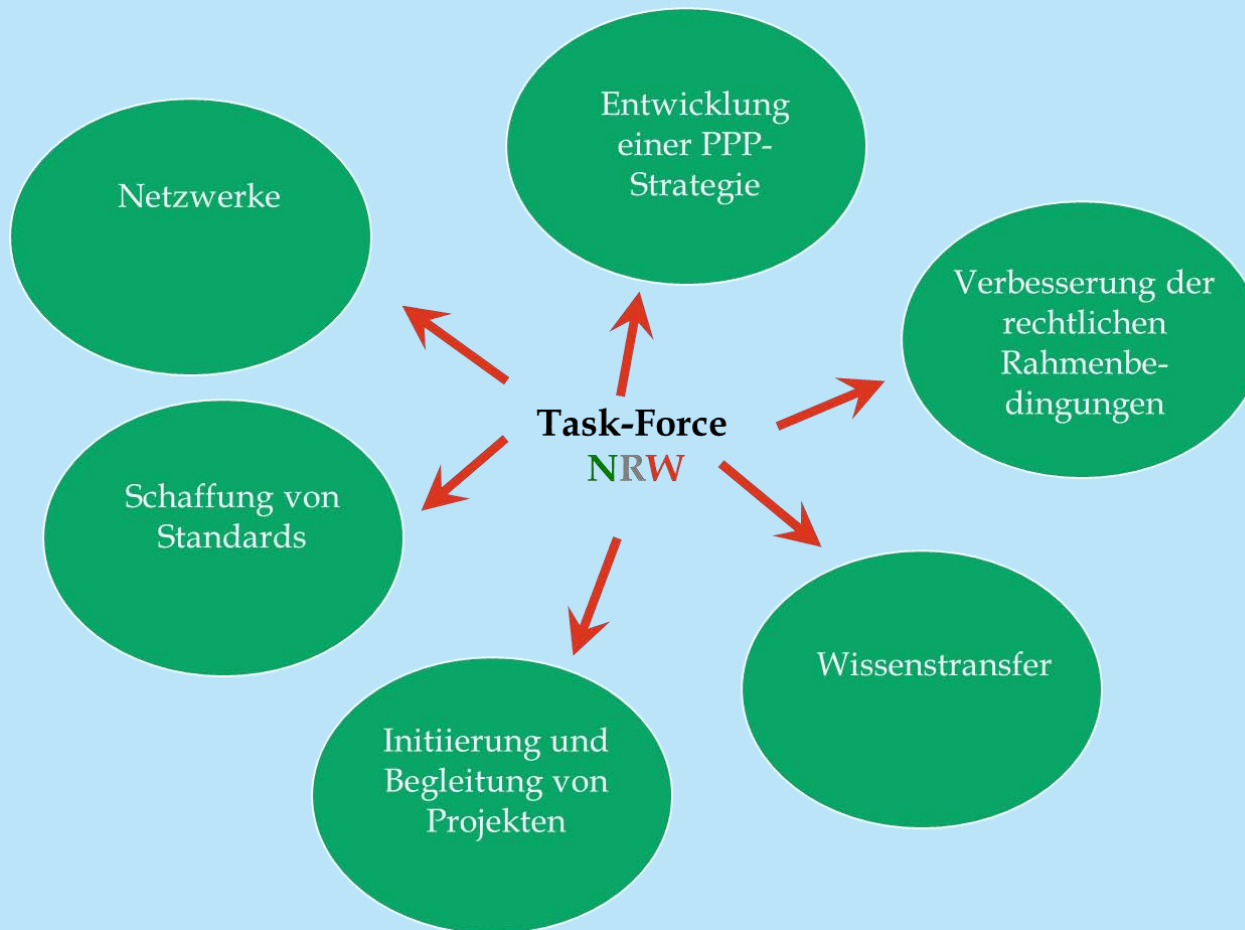 Entwicklung
einer PPP-
Strategie
Netzwerke
Verbesserung der
rechtlichen
Rahmenbe-
dingungen
Task-Force
NRW
Schaffung von
Standards
Wissenstransfer
Initiierung und
Begleitung von
Projekten